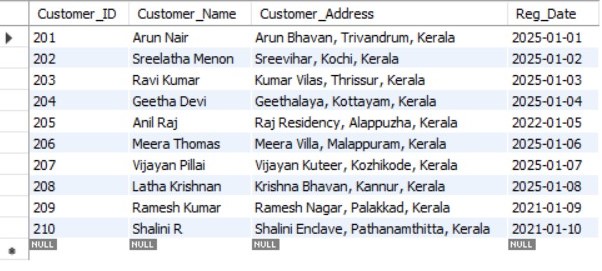 Customer_ID Customer_Name Customer_Address Reg_Date
201 Arun Nair Arun Bhavan, Trivandrum, Kerala 2025-01-01
202 Sreelatha Menon Sreevihar, Kochi, Kerala 2025-01-02
203 Ravi Kumar Kumar Vilas, Thrissur, Kerala 2025-01-03
204 Geetha Devi Geethalaya, Kottayam, Kerala 2025-01-04
205 Anil Raj Raj Residency, Alappuzha, Kerala 2022-01-05
206 Meera Thomas Meera Villa, Malappuram, Kerala 2025-01-06
207 Vijayan Pillai Vijayan Kuteer, Kozhikode, Kerala 2025-01-07
208 Latha Krishnan Krishna Bhavan, Kannur, Kerala 2025-01-08
209 Ramesh Kumar Ramesh Nagar, Palakkad, Kerala 2021-01-09
210 Shalini R Shalini Enclave, Pathanamthitta, Kerala 2021-01-10
NULL NULL NULL NULL